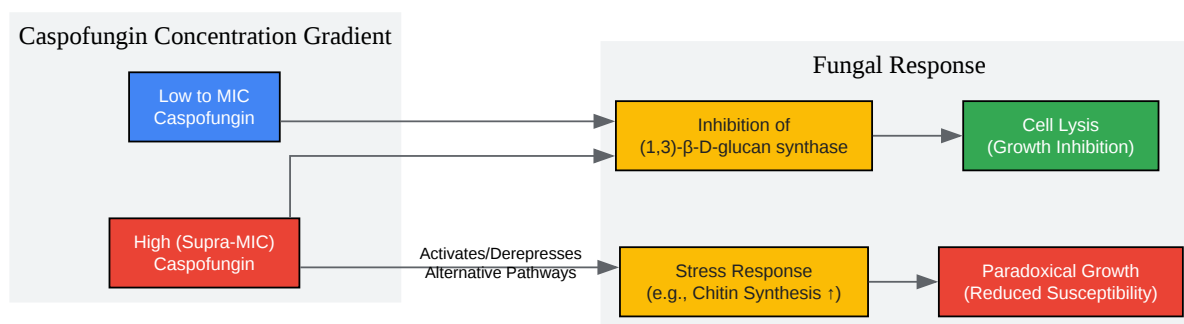 Caspofungin Concentration Gradient
Low to MIC
Caspofungin
High (Supra-MIC)
Caspofungin
Activates/Derepresses
Alternative Pathways
Fungal Response
Inhibition of
(1,3)-β-D-glucan synthase
Cell Lysis
(Growth Inhibition)
Stress Response
(e.g., Chitin Synthesis ↑)
Paradoxical Growth
(Reduced Susceptibility)